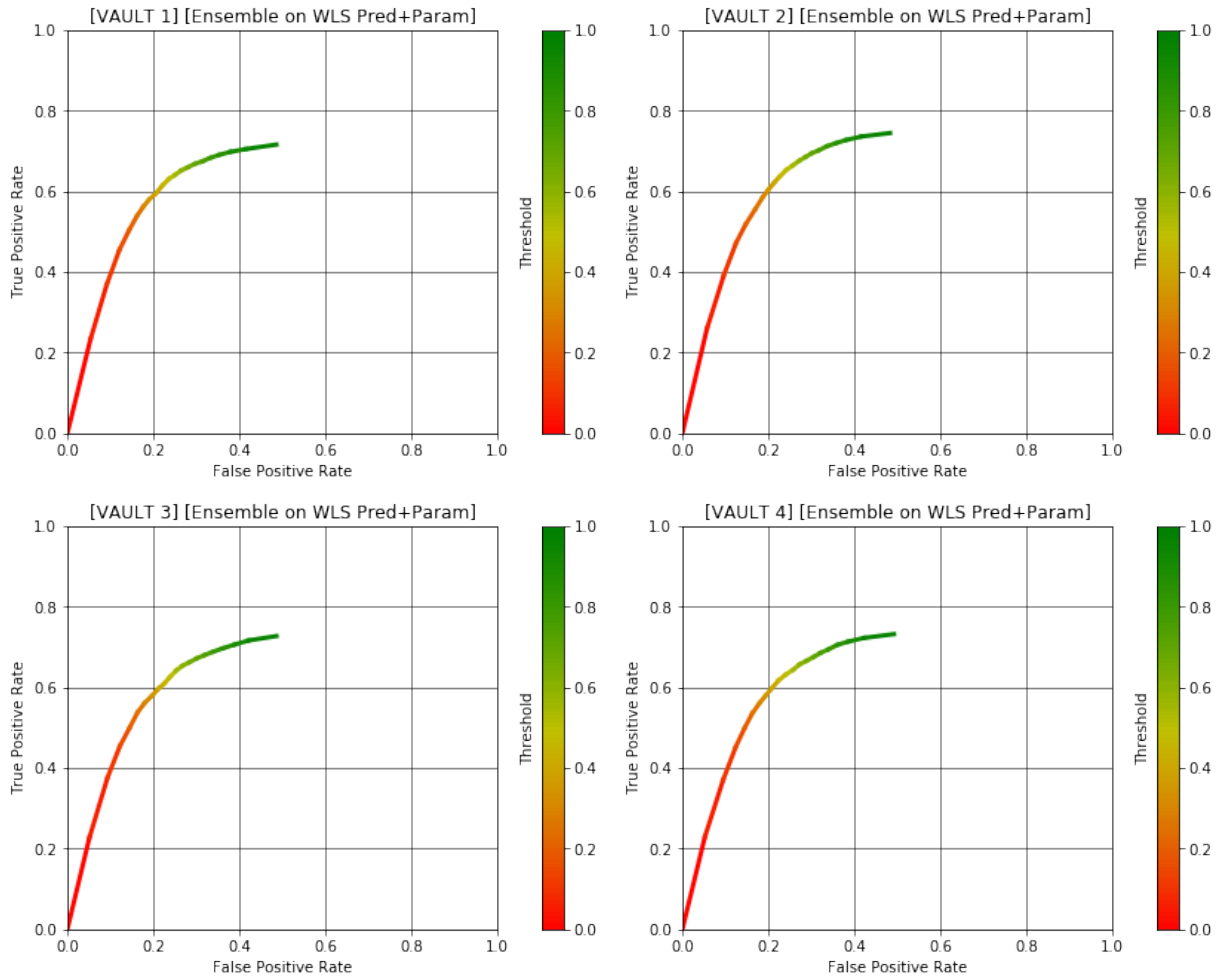 [VAULT 1] [Ensemble on WLS Pred+Param]
1.0
0.8
0.6
0.4
0.2
0.0
True Positive Rate
0.0 0.2 0.4 0.6 0.8 1.0
False Positive Rate
Threshold
1.0
0.8
0.6
0.4
0.2
0.0
[VAULT 2] [Ensemble on WLS Pred+Param]
1.0
0.8
0.6
0.4
0.2
0.0
True Positive Rate
0.0 0.2 0.4 0.6 0.8 1.0
False Positive Rate
Threshold
1.0
0.8
0.6
0.4
0.2
0.0
[VAULT 3] [Ensemble on WLS Pred+Param]
1.0
0.8
0.6
0.4
0.2
0.0
True Positive Rate
0.0 0.2 0.4 0.6 0.8 1.0
False Positive Rate
Threshold
1.0
0.8
0.6
0.4
0.2
0.0
[VAULT 4] [Ensemble on WLS Pred+Param]
1.0
0.8
0.6
0.4
0.2
0.0
True Positive Rate
0.0 0.2 0.4 0.6 0.8 1.0
False Positive Rate
Threshold
1.0
0.8
0.6
0.4
0.2
0.0